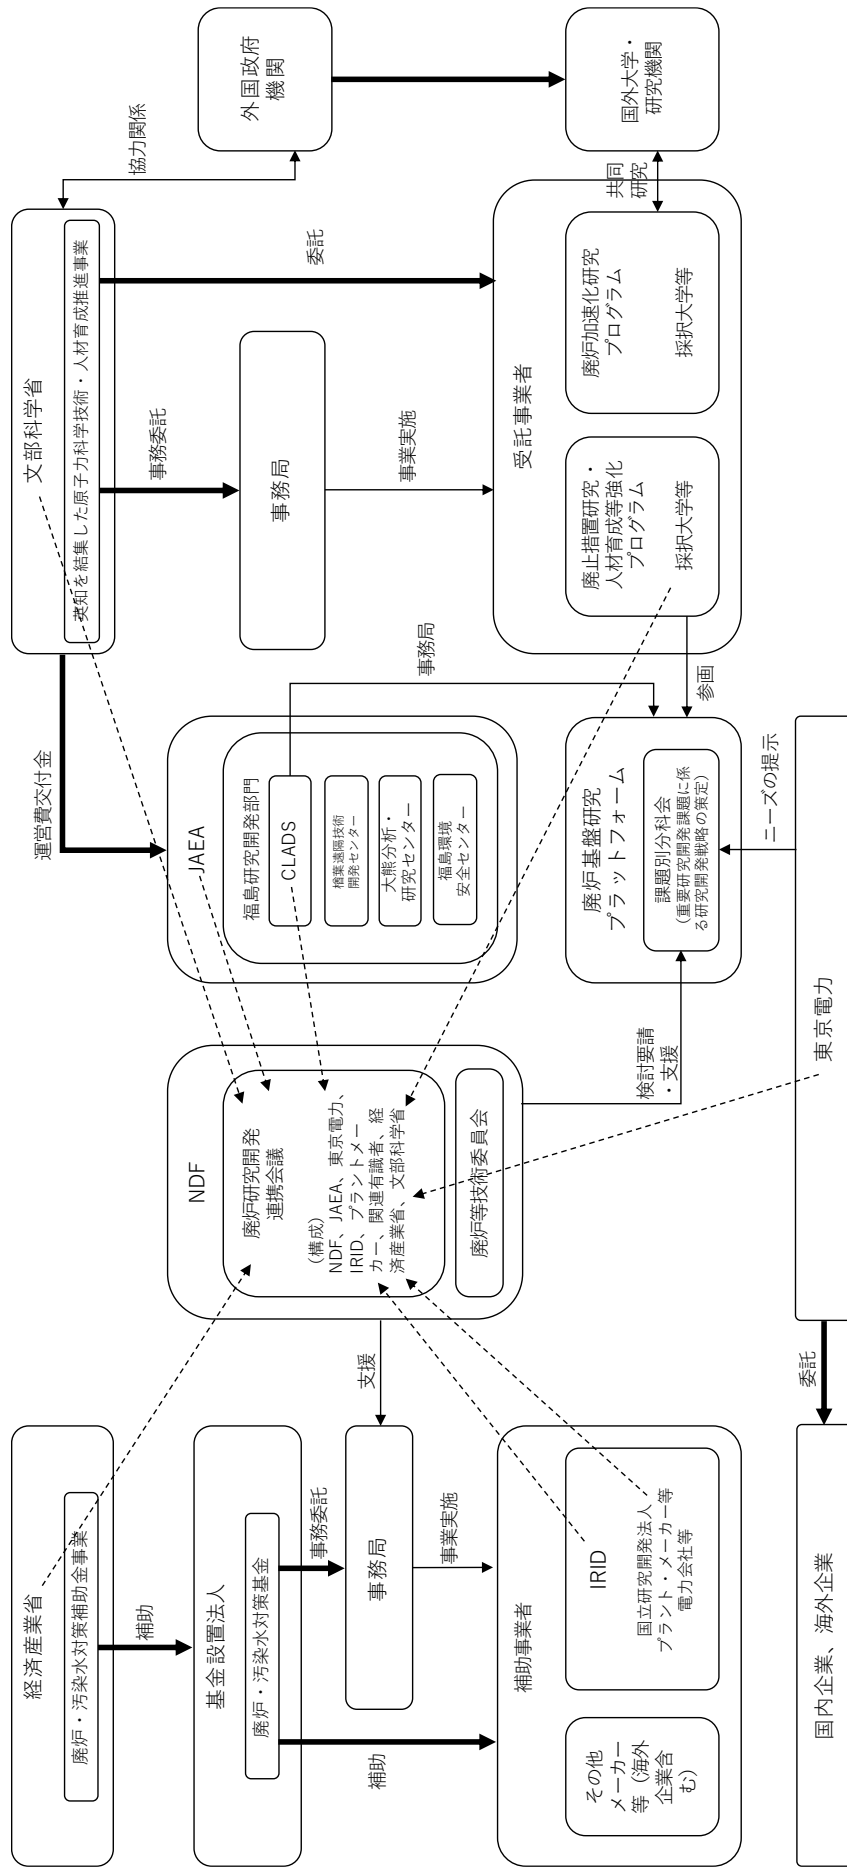 経済産業省
廃炉・汚染水対策補助金事業
補助
基金設置法人
廃炉・汚染水対策基金
事務委託
補助
事務局
事業実施
補助事業者
その他
メーカー
等（海外
企業含
む）
IRID
国立研究開発法人
プラント・メーカー等
電力会社等
国内企業、海外企業
委託
支援
NDF
廃炉研究開発
連携会議
（構成）
NDF、JAEA、東京電力、
IRID、プラントメー
カー、関連有識者、経
済産業省、文部科学省
廃炉等技術委員会
検討要請
・支援
東京電力
ニーズの提示
運営費交付金
JAEA
福島研究開発部門
CLADS
楢葉遠隔技術
開発センター
大熊分析・
研究センター
福島環境
安全センター
事務局
廃炉基盤研究
プラットフォーム
課題別分科会
（重要研究開発課題に係
る研究開発戦略の策定）
参画
文部科学省
英知を結集した原子力科学技術・人材育成推進事業
事務委託
委託
事務局
事業実施
受託事業者
廃止措置研究・
人材育成等強化
プログラム
採択大学等
廃炉加速化研究
プログラム
採択大学等
協力関係
外国政府
機関
共同
研究
国外大学・
研究機関